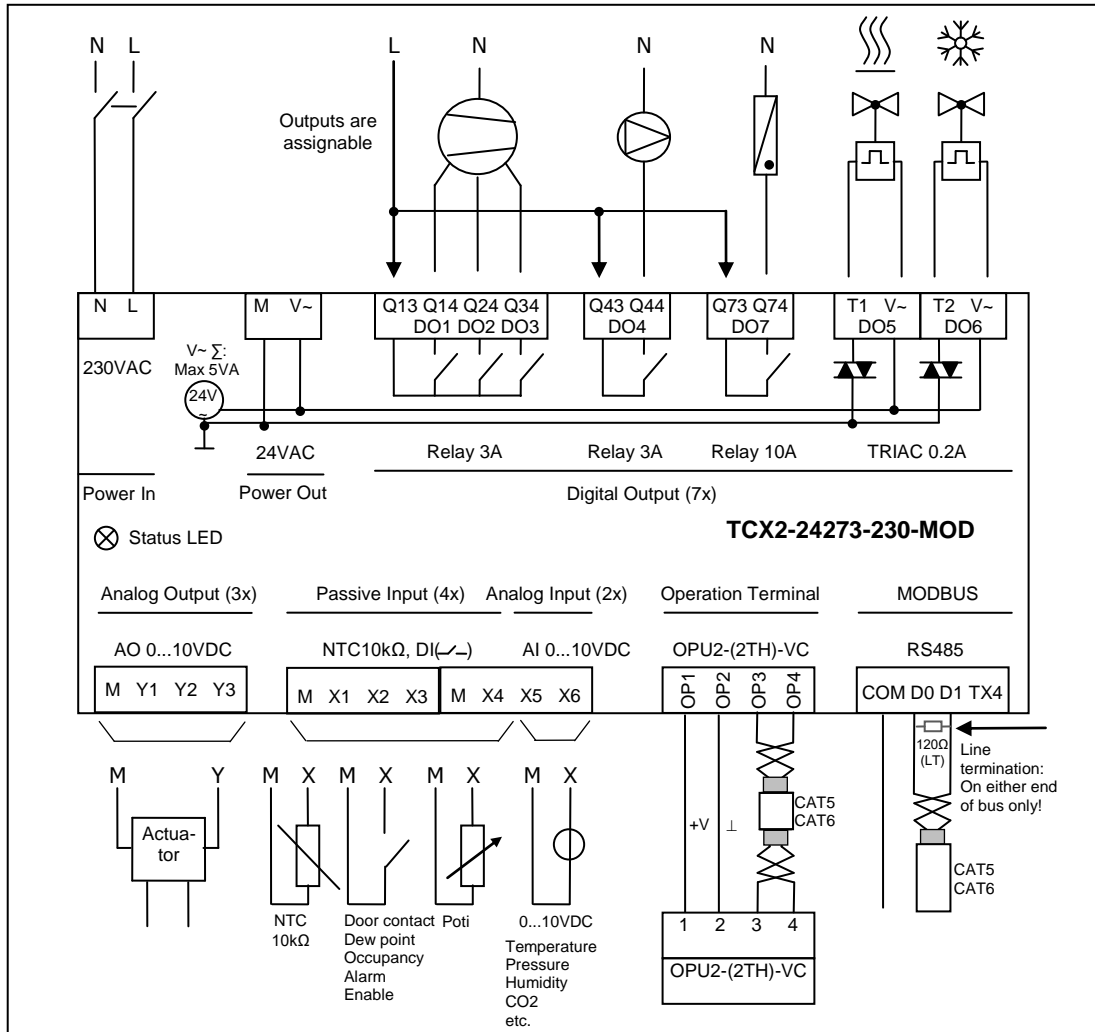 N L
L
N
N
N
Outputs are
assignable
N L
M V~
Q13 Q14 Q24 Q34
DO1 DO2 DO3
Q43 Q44
DO4
Q73 Q74
DO7
T1 V~
DO5
T2 V~
DO6
230VAC
V~ ∑:
Max 5VA
24V
~
24VAC
Relay 3A
Relay 3A
Relay 10A
TRIAC 0.2A
Power In
Power Out
Digital Output (7x)
Status LED
TCX2-24273-230-MOD
Analog Output (3x)
Passive Input (4x)
Analog Input (2x)
Operation Terminal
MODBUS
AO 0...10VDC
NTC10kΩ, DI( )
AI 0...10VDC
OPU2-(2TH)-VC
RS485
M Y1 Y2 Y3
M X1 X2 X3
M X4 X5 X6
OP1
OP2
OP3
OP4
COM D0 D1 TX4
120Ω
(LT)
Line
termination:
On either end
of bus only!
M Y
M X
M X
M X
M X
Actua-
tor
+V
⊥
CAT5
CAT6
CAT5
CAT6
NTC
10kΩ
Door contact
Dew point
Occupancy
Alarm
Enable
Poti
0...10VDC
Temperature
Pressure
Humidity
CO2
etc.
1 2 3 4
OPU2-(2TH)-VC